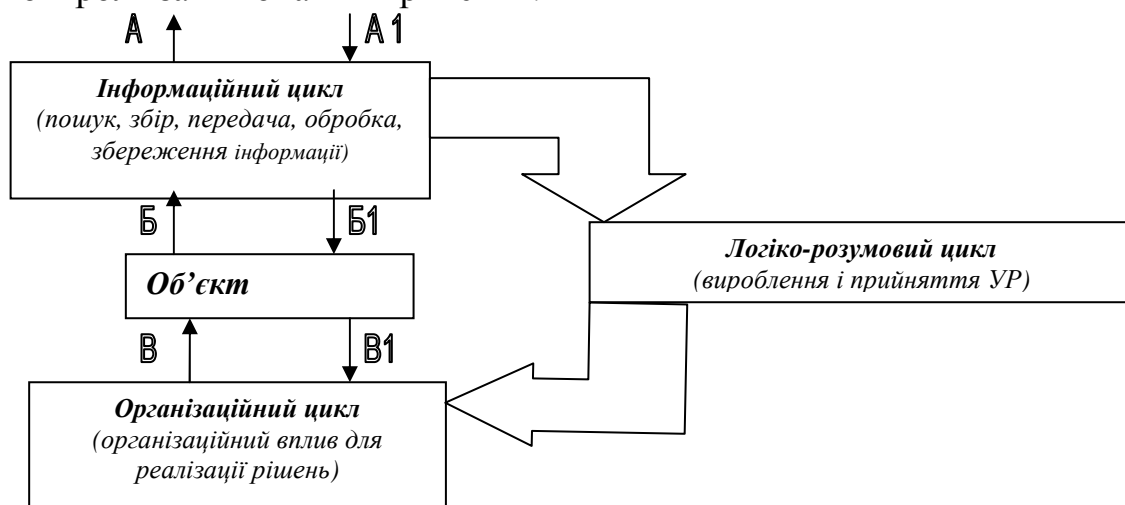 А
А1
Інформаційний цикл
(пошук, збір, передача, обробка,
збереження інформації)
Б
Б1
Об’єкт
Логіко-розумовий цикл
(вироблення і прийняття УР)
В
В1
Організаційний цикл
(організаційний вплив для
реалізації рішень)